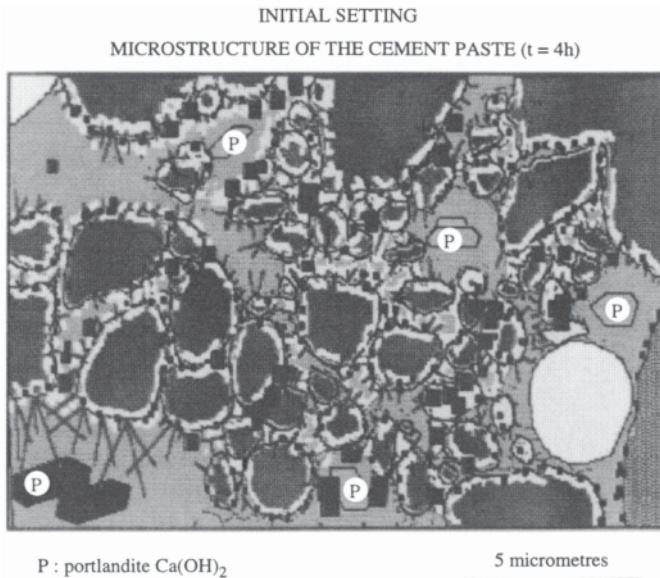 INITIAL SETTING
MICROSTRUCTURE OF THE CEMENT PASTE (t = 4h)
P
P
P
P
P
P : portlandite Ca(OH)2
5 micrometres